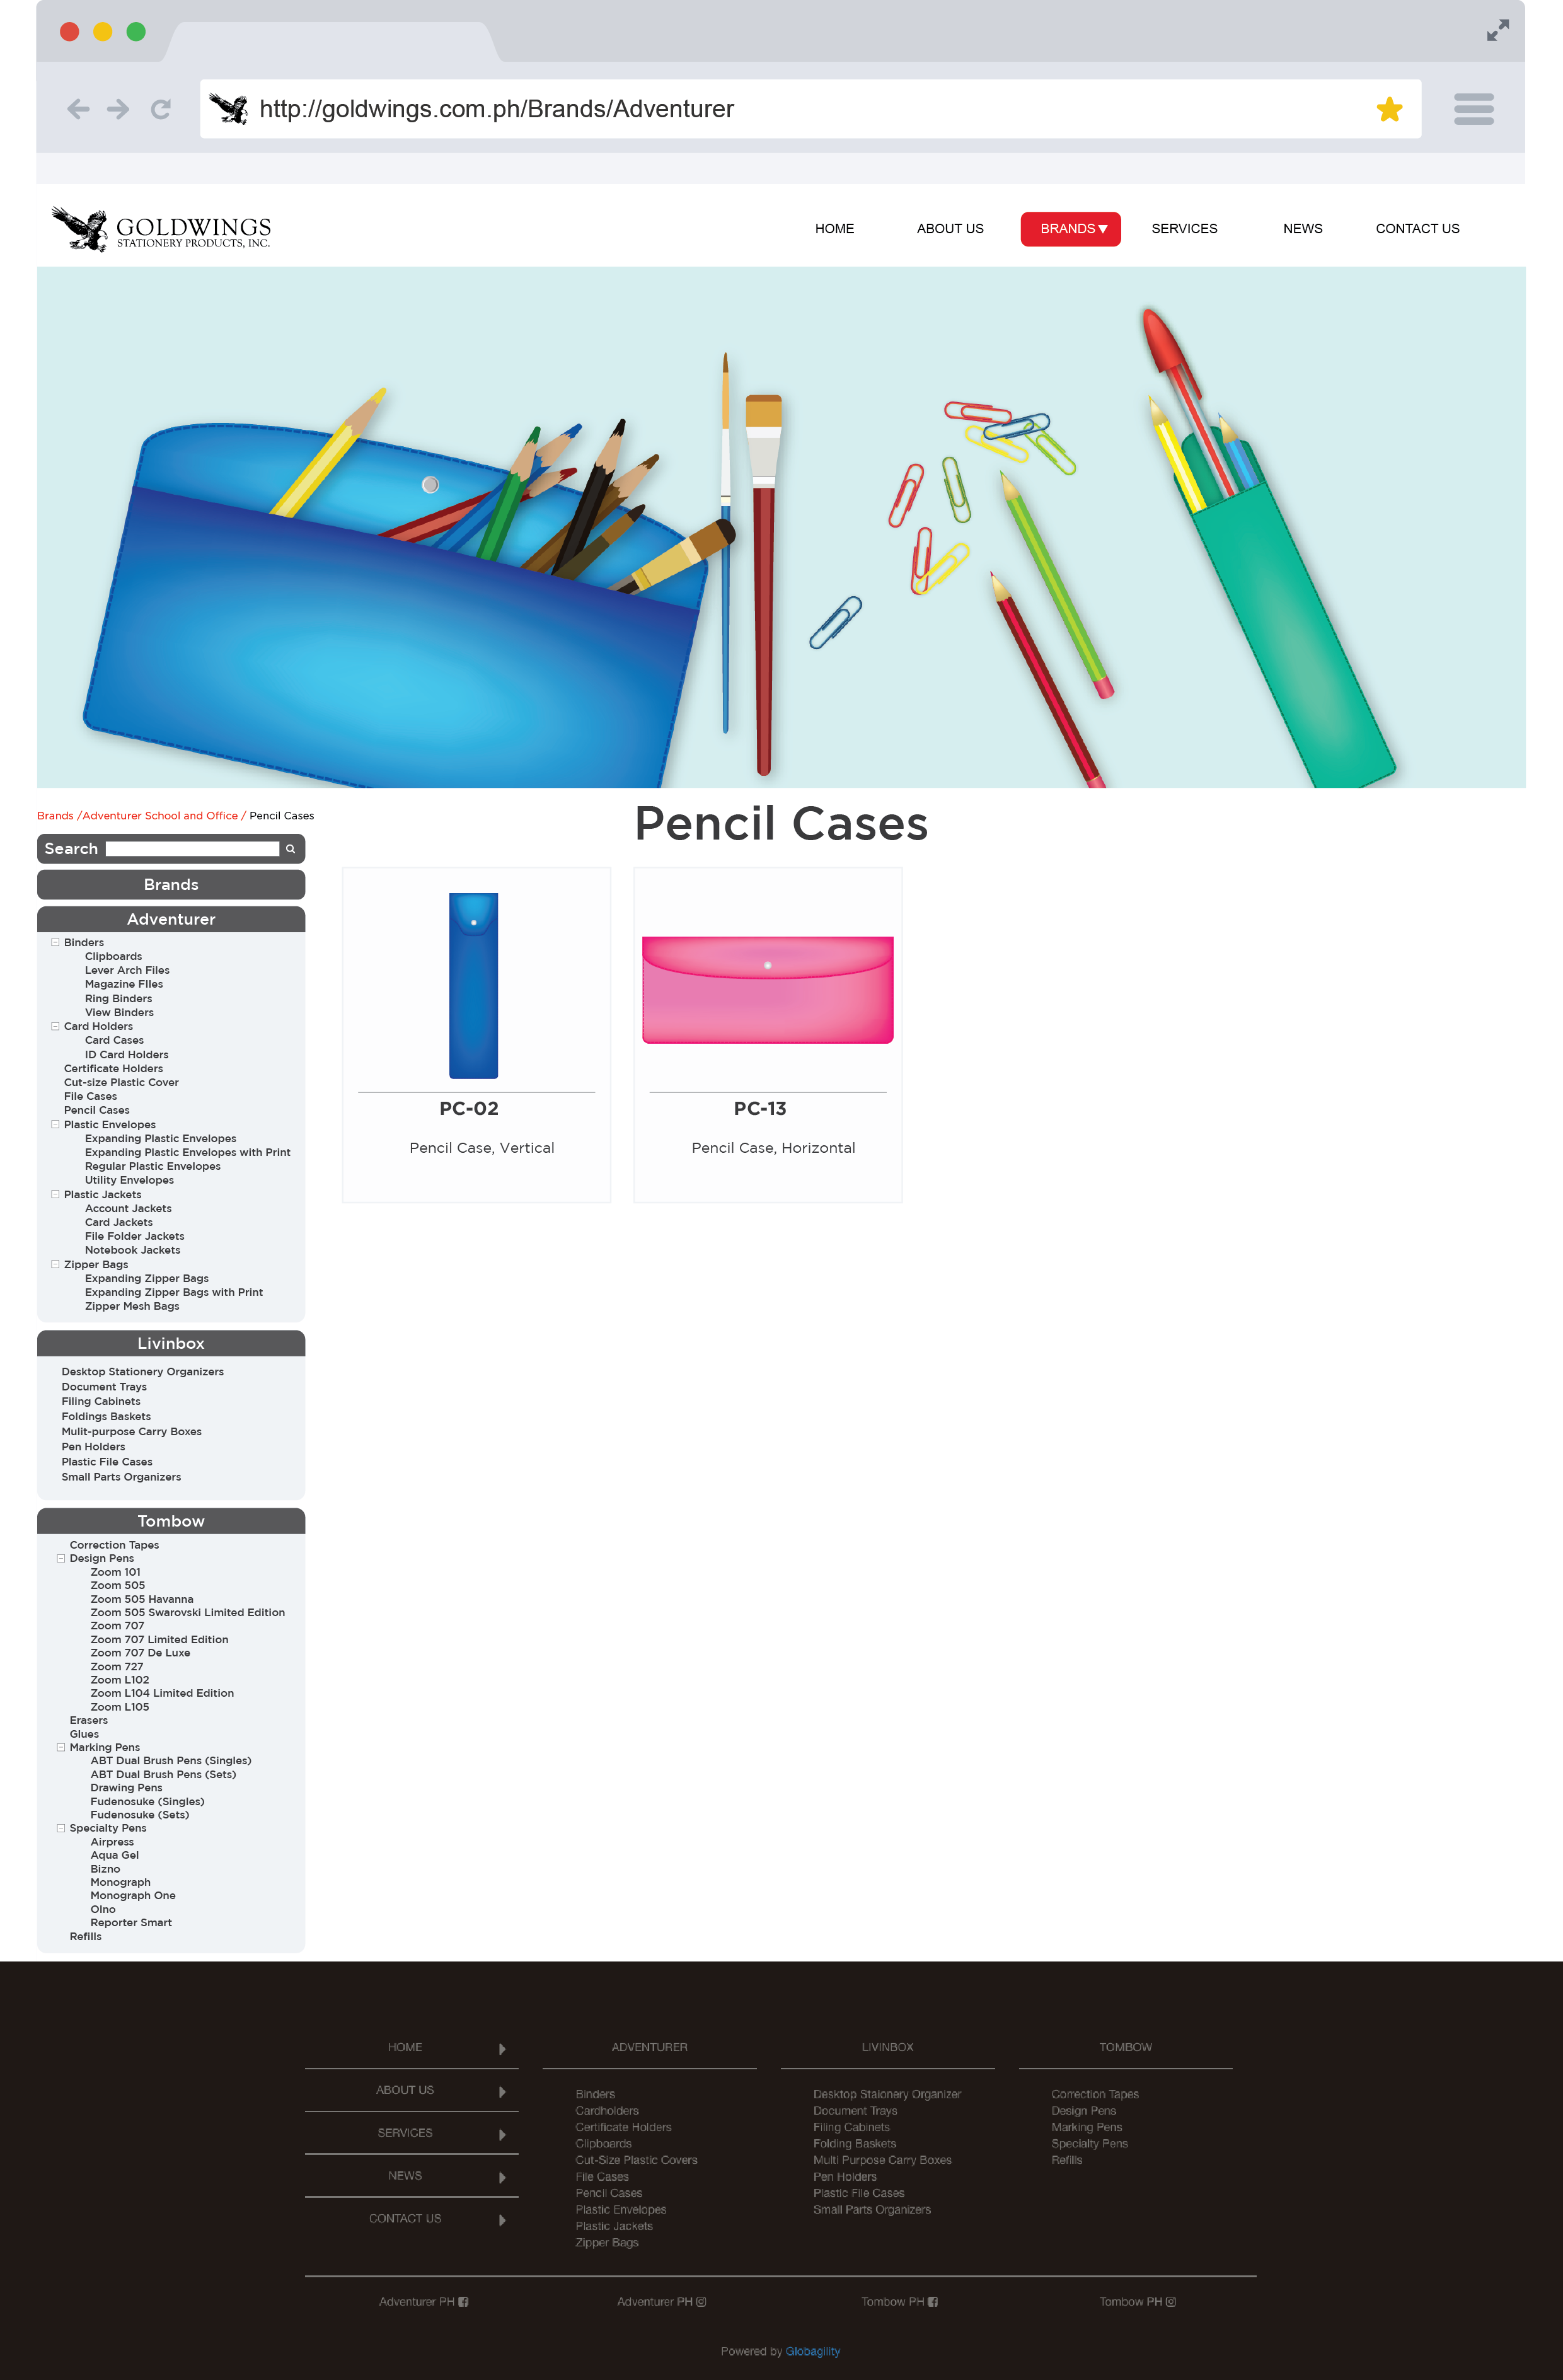 http://goldwings.com.ph/Brands/Adventurer
GOLDWINGS
STATIONERY PRODUCTS, INC.
HOME
ABOUT US
BRANDS
SERVICES
NEWS
CONTACT US
Brands /Adventurer School and Office / Pencil Cases
Pencil Cases
Search
Brands
Adventurer
Binders
Clipboards
Lever Arch Files
Magazine FIles
Ring Binders
View Binders
Card Holders
Card Cases
ID Card Holders
Certificate Holders
Cut-size Plastic Cover
File Cases
Pencil Cases
Plastic Envelopes
Expanding Plastic Envelopes
Expanding Plastic Envelopes with Print
Regular Plastic Envelopes
Utility Envelopes
Plastic Jackets
Account Jackets
Card Jackets
File Folder Jackets
Notebook Jackets
Zipper Bags
Expanding Zipper Bags
Expanding Zipper Bags with Print
Zipper Mesh Bags
Livinbox
Desktop Stationery Organizers
Document Trays
Filing Cabinets
Foldings Baskets
Mulit-purpose Carry Boxes
Pen Holders
Plastic File Cases
Small Parts Organizers
Tombow
Correction Tapes
Design Pens
Zoom 101
Zoom 505
Zoom 505 Havanna
Zoom 505 Swarovski Limited Edition
Zoom 707
Zoom 707 Limited Edition
Zoom 707 De Luxe
Zoom 727
Zoom L102
Zoom L104 Limited Edition
Zoom L105
Erasers
Glues
Marking Pens
ABT Dual Brush Pens (Singles)
ABT Dual Brush Pens (Sets)
Drawing Pens
Fudenosuke (Singles)
Fudenosuke (Sets)
Specialty Pens
Airpress
Aqua Gel
Bizno
Monograph
Monograph One
Olno
Reporter Smart
Refills
PC-02
Pencil Case, Vertical
PC-13
Pencil Case, Horizontal
HOME
ABOUT US
SERVICES
NEWS
CONTACT US
ADVENTURER
Binders
Cardholders
Certificate Holders
Clipboards
Cut-Size Plastic Covers
File Cases
Pencil Cases
Plastic Envelopes
Plastic Jackets
Zipper Bags
LIVINBOX
Desktop Staionery Organizer
Document Trays
Filing Cabinets
Folding Baskets
Multi Purpose Carry Boxes
Pen Holders
Plastic File Cases
Small Parts Organizers
TOMBOW
Correction Tapes
Design Pens
Marking Pens
Specialty Pens
Refills
Adventurer PH
Adventurer PH
Tombow PH
Tombow PH
Powered by Globagility